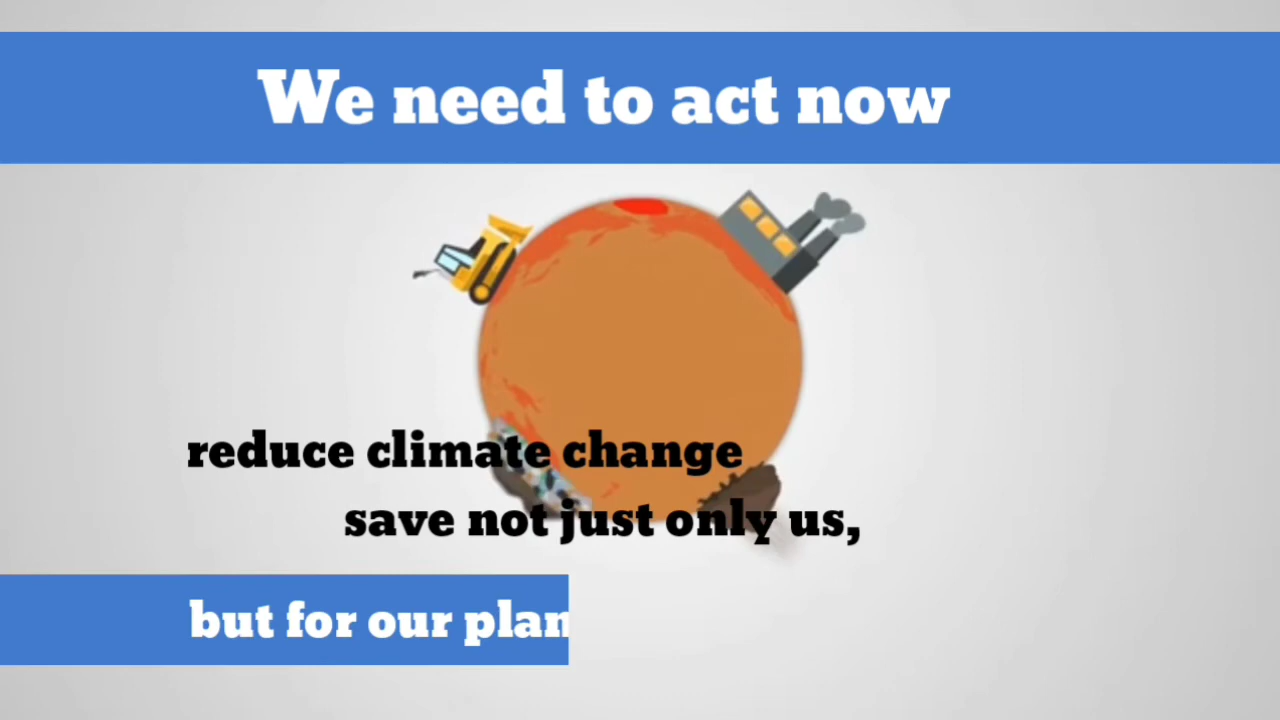 We need to act now
reduce climate change
save not just only us,
but for our plan